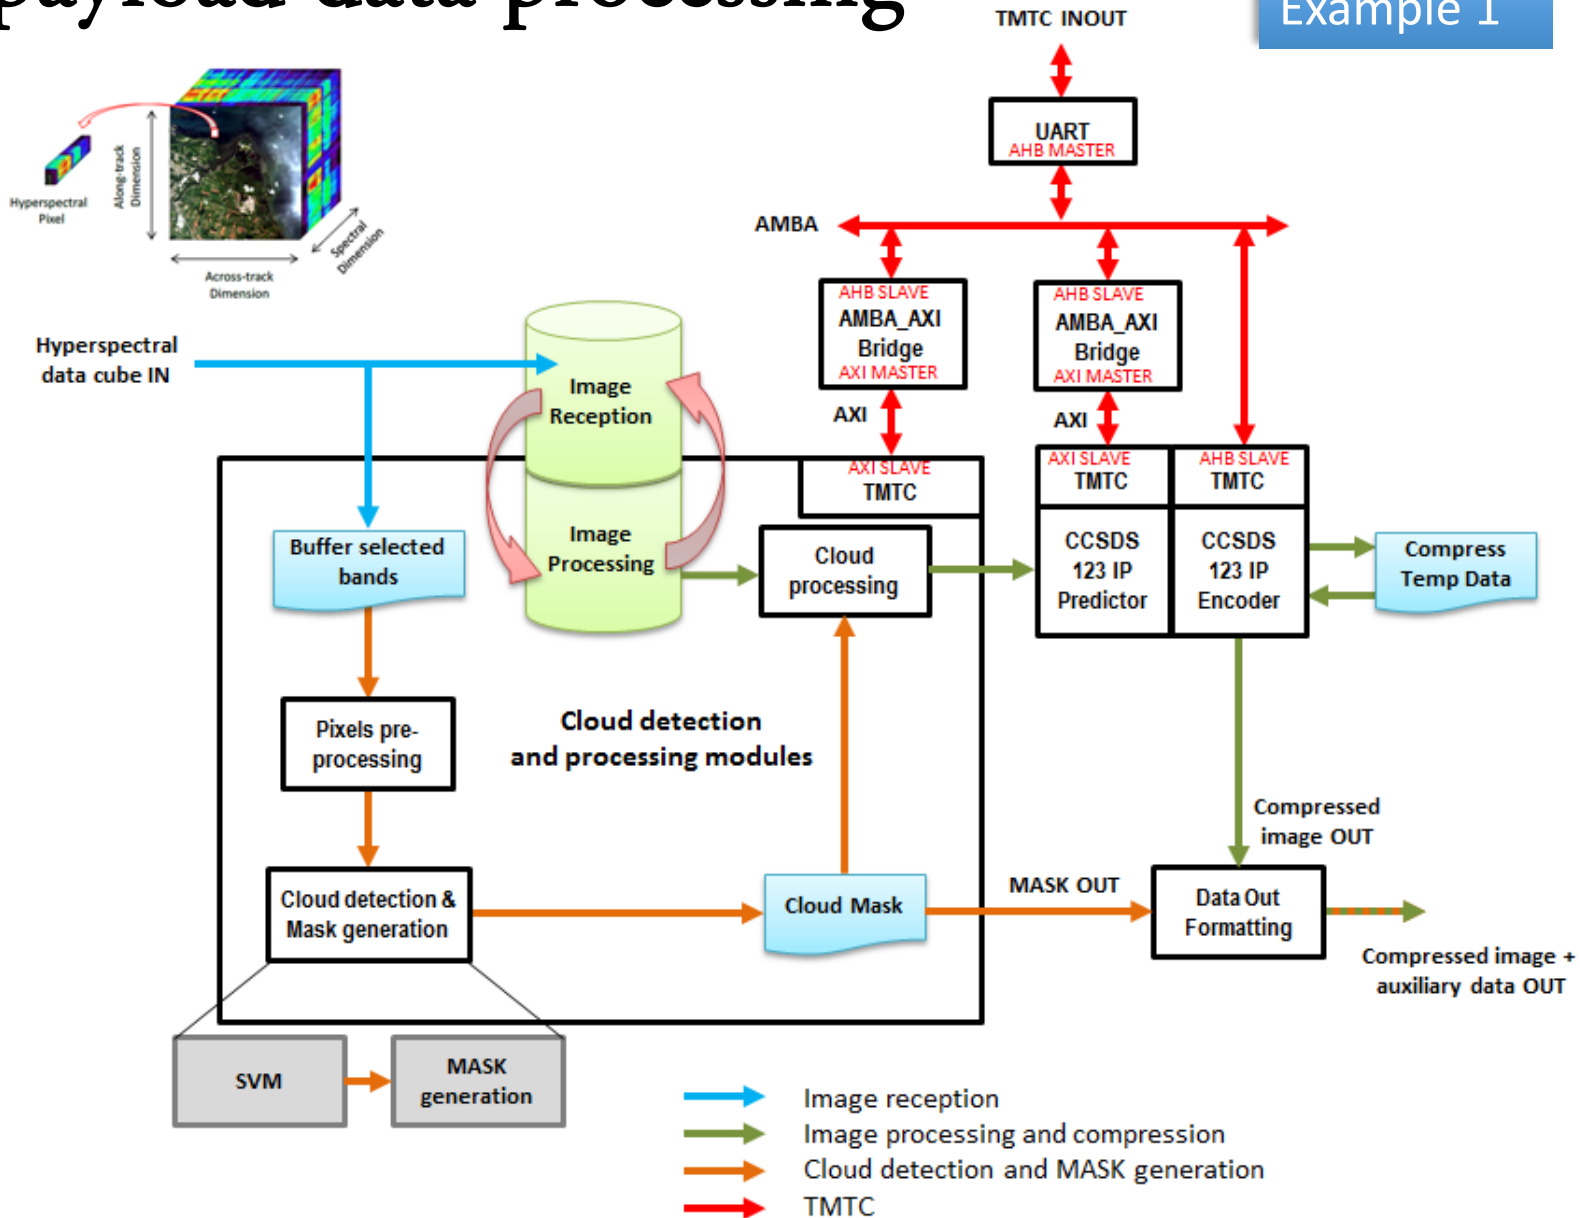 payload data processing
Example 1
TMTC INOUT
UART
AHB MASTER
AMBA
Along-track
Dimension
Hyperspectral
Pixel
Spectral
Dimension
Across-track
Dimension
AHB SLAVE
AMBA_AXI
Bridge
AXI MASTER
AHB SLAVE
AMBA_AXI
Bridge
AXI MASTER
Hyperspectral
data cube IN
Image
Reception
AXI
AXI
AXI SLAVE
TMTC
AXI SLAVE
TMTC
AHB SLAVE
TMTC
Buffer selected
bands
Image
Processing
Cloud
processing
CCSDS
123 IP
Predictor
CCSDS
123 IP
Encoder
Compress
Temp Data
Pixels pre-
processing
Cloud detection
and processing modules
Compressed
image OUT
Cloud detection &
Mask generation
Cloud Mask
MASK OUT
Data Out
Formatting
Compressed image +
auxiliary data OUT
SVM
MASK
generation
Image reception
Image processing and compression
Cloud detection and MASK generation
TMTC